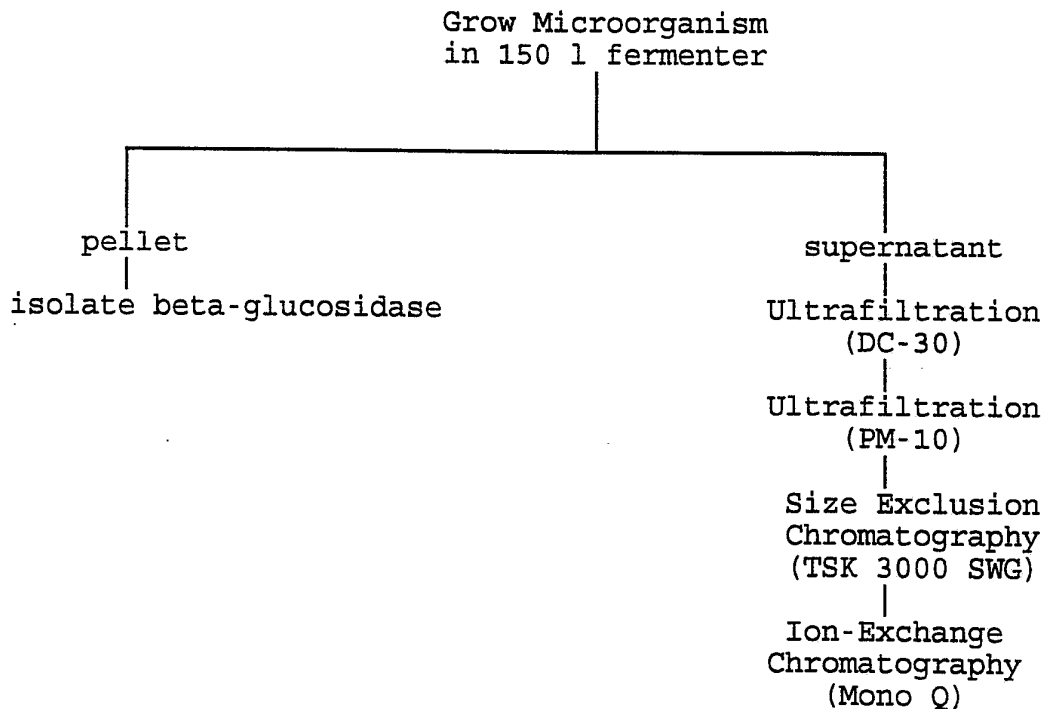 Grow Microorganism
in 150 l fermenter
pellet
isolate beta-glucosidase
supernatant
Ultrafiltration
(DC-30)
Ultrafiltration
(PM-10)
Size Exclusion
Chromatography
(TSK 3000 SWG)
Ion-Exchange
Chromatography
(Mono Q)